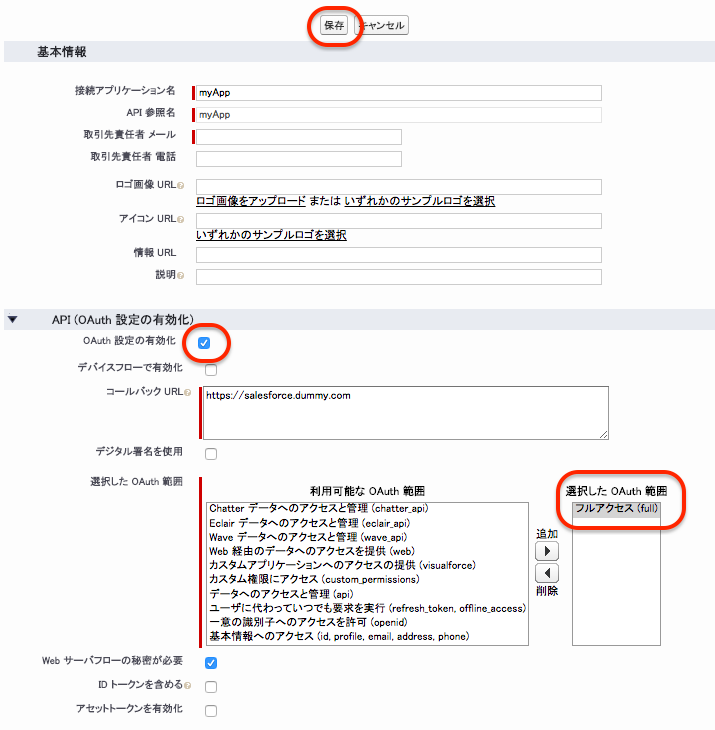 保存 キャンセル
基本情報
接続アプリケーション名 myApp
API 参照名 myApp
取引先責任者 メール
取引先責任者 電話
ロゴ画像 URL
ロゴ画像をアップロード または いずれかのサンプルロゴを選択
アイコン URL
いずれかのサンプルロゴを選択
情報 URL
説明
API (OAuth 設定の有効化)
OAuth 設定の有効化
デバイスフローで有効化
コールバック URL https://salesforce.dummy.com
デジタル署名を使用
選択した OAuth 範囲
利用可能な OAuth 範囲
Chatter データへのアクセスと管理 (chatter_api)
Eclair データへのアクセスと管理 (eclair_api)
Wave データへのアクセスと管理 (wave_api)
Web 経由のデータへのアクセスを提供 (web)
カスタムアプリケーションへのアクセスの提供 (visualforce)
カスタム権限にアクセス (custom_permissions)
データへのアクセスと管理 (api)
ユーザに代わっていつでも要求を実行 (refresh_token, offline_access)
一意の識別子へのアクセスを許可 (openid)
基本情報へのアクセス (id, profile, email, address, phone)
追加
削除
選択した OAuth 範囲
フルアクセス (full)
Web サーバフローの秘密が必要
ID トークンを含める
アセットトークンを有効化